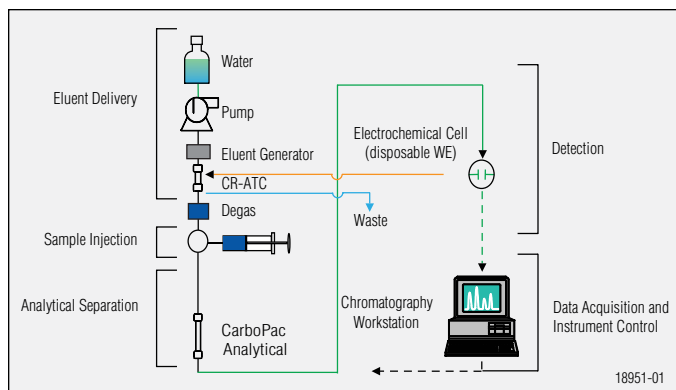 Eluent Delivery
Water
Pump
Eluent Generator
CR-ATC
Degas
Waste
Sample Injection
Analytical Separation
CarboPac
Analytical
Electrochemical Cell
(disposable WE)
Detection
Chromatography
Workstation
Data Acquisition and
Instrument Control
18951-01